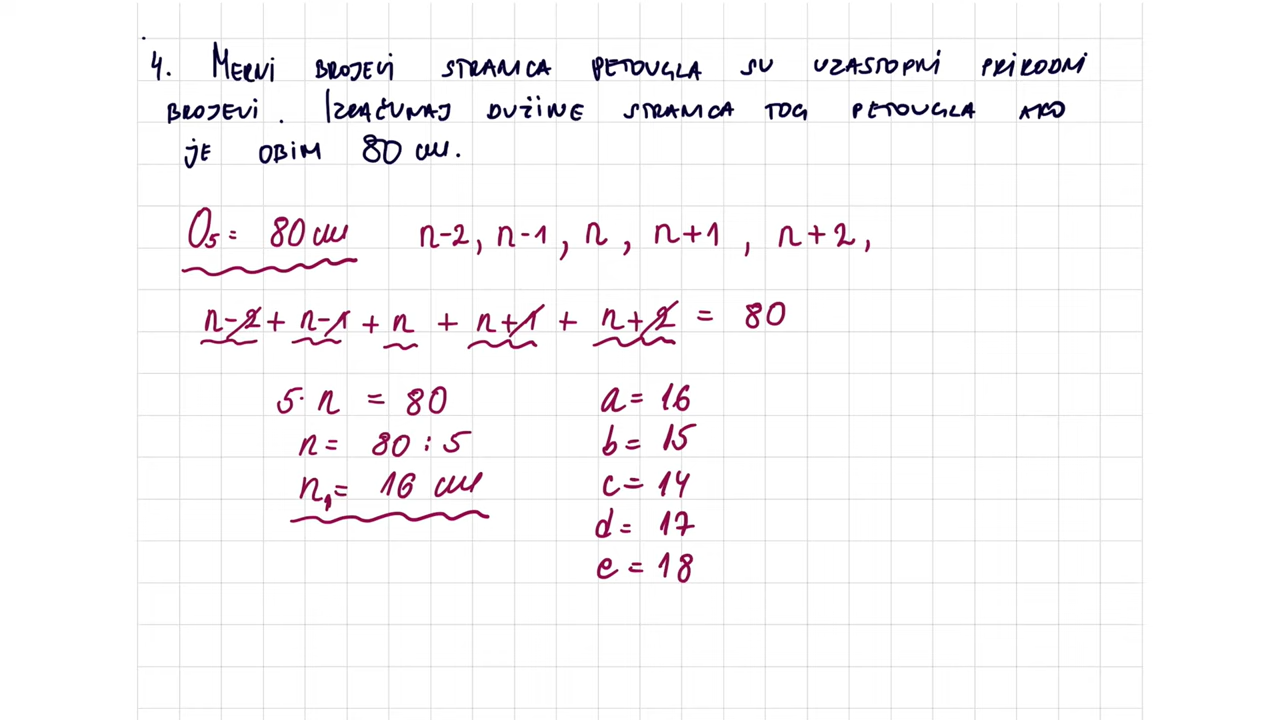 4. MERNI BROJEVI STRANICA PETOUGLA SU UZASTOPNI PRIRODNI
BROJEVI. IZRAČUNAJ DUŽINE STRANICA TOG PETOUGLA AKO
JE OBIM 80 cm.
O₅ = 80 cm n-2, n-1, n, n+1, n+2,
n-2 + n-1 + n + n+1 + n+2 = 80
5·n = 80 a = 16
n = 80 : 5 b = 15
n₁ = 16 cm c = 14
d = 17
e = 18